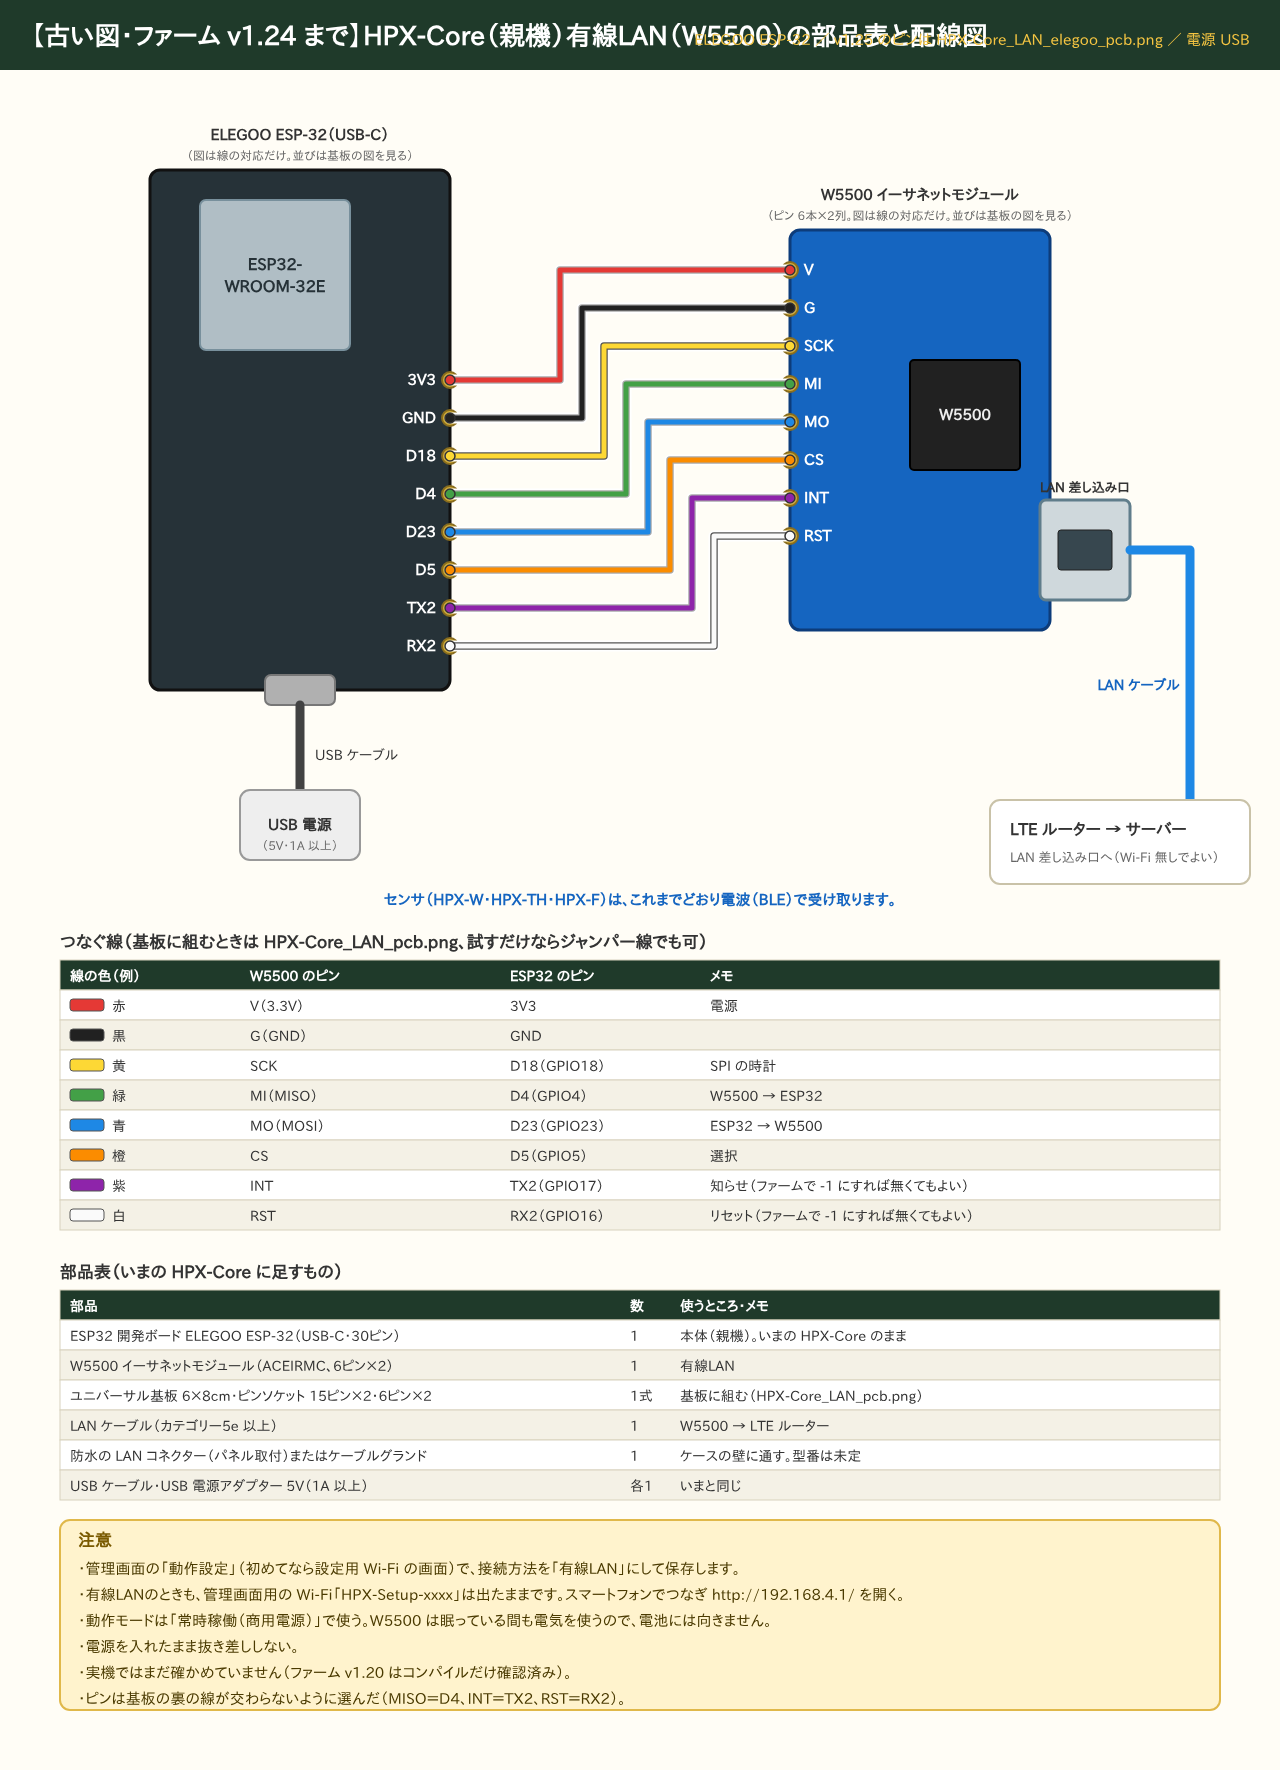 【古い図・ファーム v1.24 まで】HPX-Core（親機）有線LAN（W5500）の部品表と配線図
ore_LAN_elegoo_pcb.png ／ 電源 USB
ELEGOO ESP-32（USB-C）
（図は線の対応だけ。並びは基板の図を見る）
W5500 イーサネットモジュール
（ピン 6本×2列。図は線の対応だけ。並びは基板の図を見る）
ESP32-
WROOM-32E
V
G
SCK
MI
MO
CS
INT
RST
W5500
3V3
GND
D18
D4
D23
D5
TX2
RX2
LAN 差し込み口
LAN ケーブル
USB ケーブル
USB 電源
（5V・1A 以上）
LTE ルーター → サーバー
LAN 差し込み口へ（Wi-Fi 無しでよい）
センサ（HPX-W・HPX-TH・HPX-F）は、これまでどおり電波（BLE）で受け取ります。
つなぐ線（基板に組むときは HPX-Core_LAN_pcb.png、試すだけならジャンパー線でも可）
線の色（例） W5500 のピン ESP32 のピン メモ
赤 V（3.3V） 3V3 電源
黒 G（GND） GND
黄 SCK D18（GPIO18） SPI の時計
緑 MI（MISO） D4（GPIO4） W5500 → ESP32
青 MO（MOSI） D23（GPIO23） ESP32 → W5500
橙 CS D5（GPIO5） 選択
紫 INT TX2（GPIO17） 知らせ（ファームで -1 にすれば無くてもよい）
白 RST RX2（GPIO16） リセット（ファームで -1 にすれば無くてもよい）
部品表（いまの HPX-Core に足すもの）
部品 数 使うところ・メモ
ESP32 開発ボード ELEGOO ESP-32（USB-C・30ピン） 1 本体（親機）。いまの HPX-Core のまま
W5500 イーサネットモジュール（ACEIRMC、6ピン×2） 1 有線LAN
ユニバーサル基板 6×8cm・ピンソケット 15ピン×2・6ピン×2 1式 基板に組む（HPX-Core_LAN_pcb.png）
LAN ケーブル（カテゴリー5e 以上） 1 W5500 → LTE ルーター
防水の LAN コネクター（パネル取付）またはケーブルグランド 1 ケースの壁に通す。型番は未定
USB ケーブル・USB 電源アダプター 5V（1A 以上） 各1 いまと同じ
注意
・管理画面の「動作設定」（初めてなら設定用 Wi-Fi の画面）で、接続方法を「有線LAN」にして保存します。
・有線LANのときも、管理画面用の Wi-Fi「HPX-Setup-xxxx」は出たままです。スマートフォンでつなぎ http://192.168.4.1/ を開く。
・動作モードは「常時稼働（商用電源）」で使う。W5500 は眠っている間も電気を使うので、電池には向きません。
・電源を入れたまま抜き差ししない。
・実機ではまだ確かめていません（ファーム v1.20 はコンパイルだけ確認済み）。
・ピンは基板の裏の線が交わらないように選んだ（MISO＝D4、INT＝TX2、RST＝RX2）。